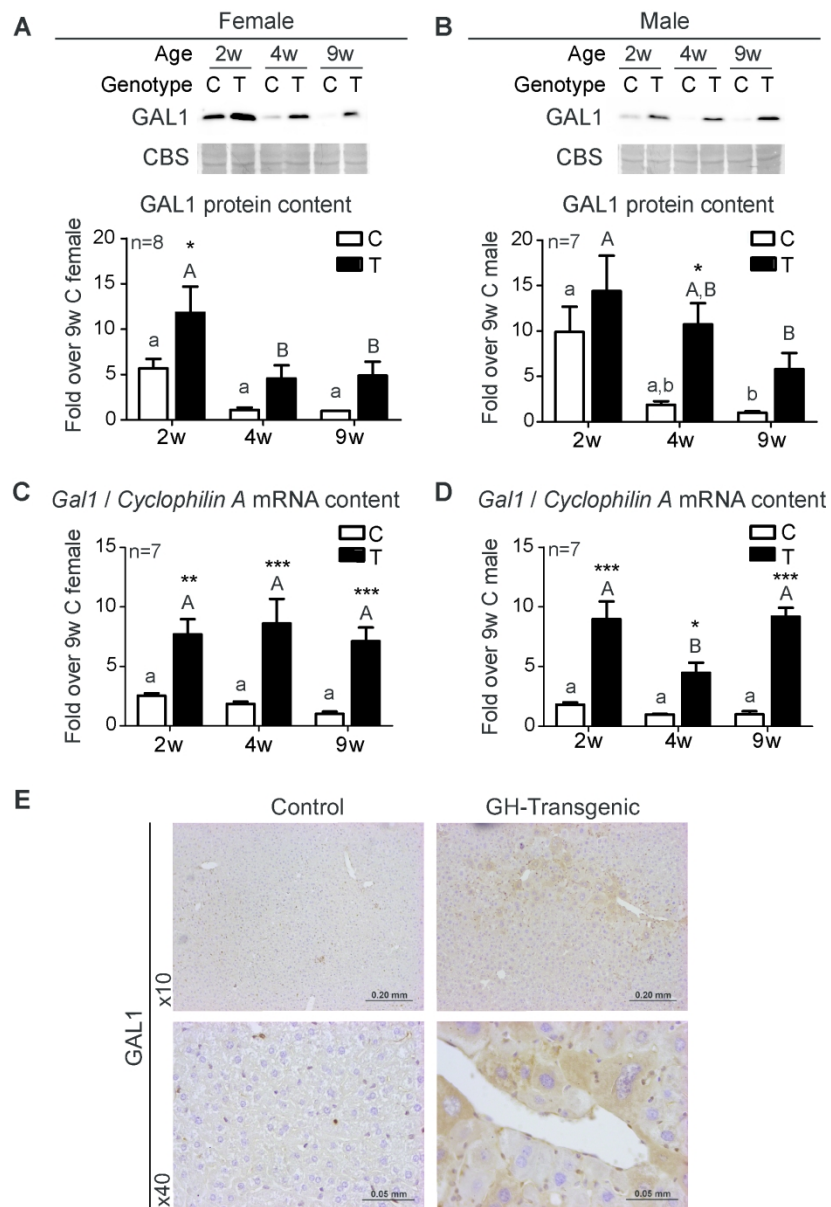 A
Female
Age 2w 4w 9w
Genotype C T C T C T
GAL1
CBS
GAL1 protein content
Fold over 9w C female
20
15
10
5
0
n=8
C
T
a
*
A
a
B
a
B
2w 4w 9w
B
Male
Age 2w 4w 9w
Genotype C T C T C T
GAL1
CBS
GAL1 protein content
Fold over 9w C male
20
15
10
5
0
n=7
C
T
a
A
a,b
*
A,B
b
B
2w 4w 9w
C
Gal1 / Cyclophilin A mRNA content
Fold over 9w C female
15
10
5
0
n=7
C
T
a
**
A
a
***
A
a
***
A
2w 4w 9w
D
Gal1 / Cyclophilin A mRNA content
Fold over 9w C male
15
10
5
0
n=7
C
T
a
***
A
a
*
B
a
***
A
2w 4w 9w
E
Control GH-Transgenic
GAL1
x10
0.20 mm
0.20 mm
x40
0.05 mm
0.05 mm